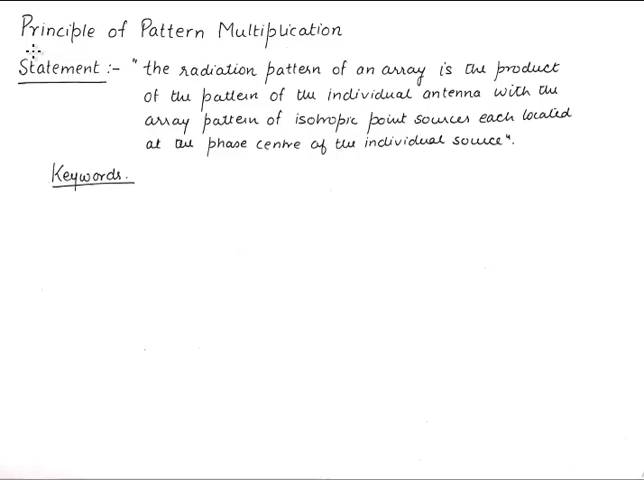 Principle of Pattern Multiplication
Statement :- " the radiation pattern of an array is the product
of the pattern of the individual antenna with the
array pattern of isotropic point sources each located
at the phase centre of the individual source".
Keywords.